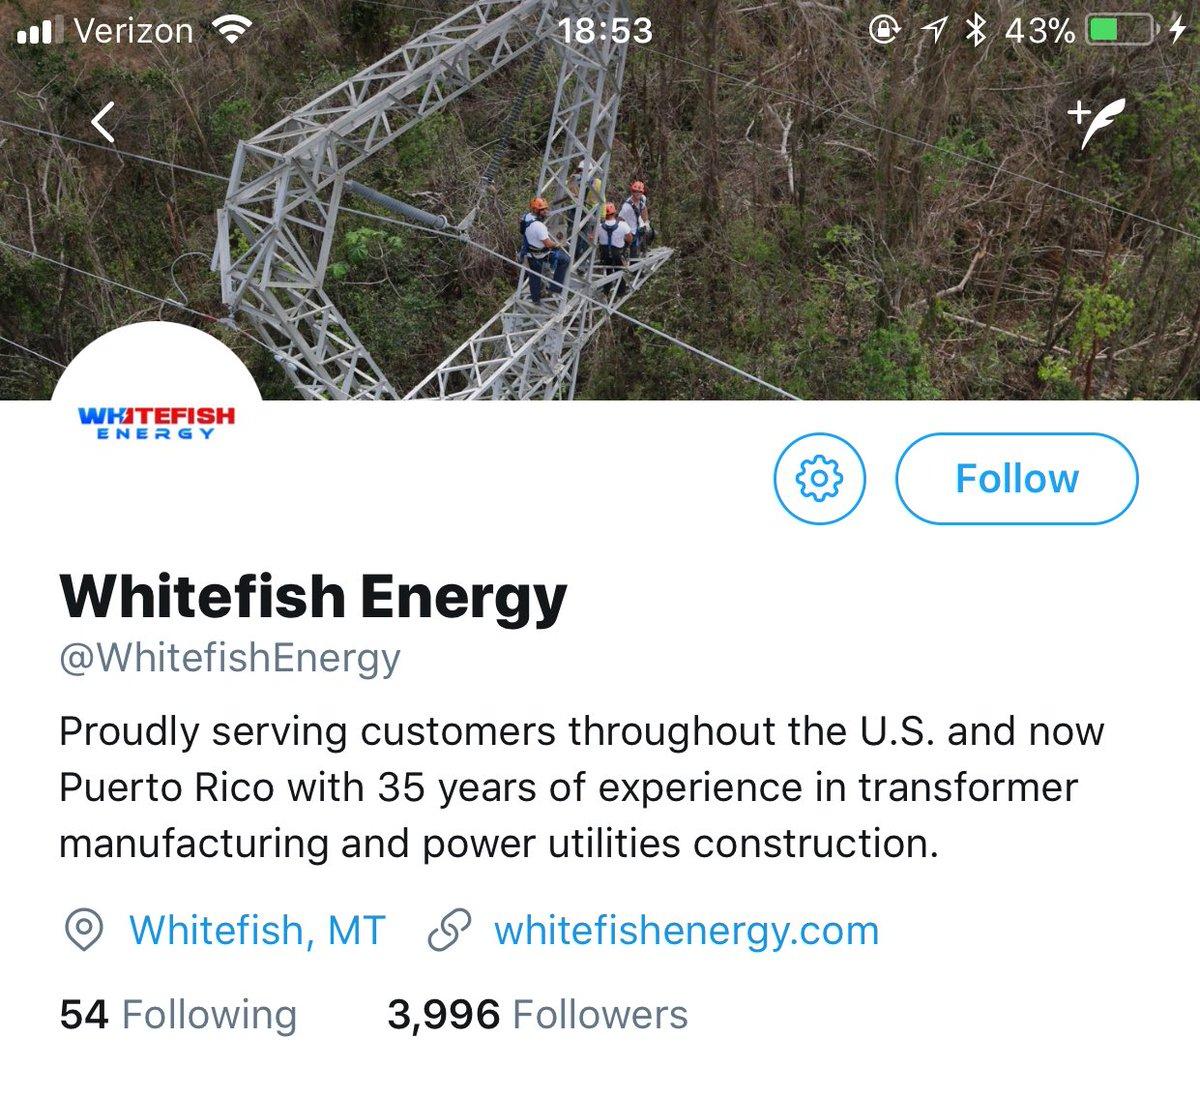 Verizon 18:53 43%
WHITEFISH
ENERGY
Follow
Whitefish Energy
@WhitefishEnergy
Proudly serving customers throughout the U.S. and now
Puerto Rico with 35 years of experience in transformer
manufacturing and power utilities construction.
Whitefish, MT whitefishenergy.com
54 Following 3,996 Followers